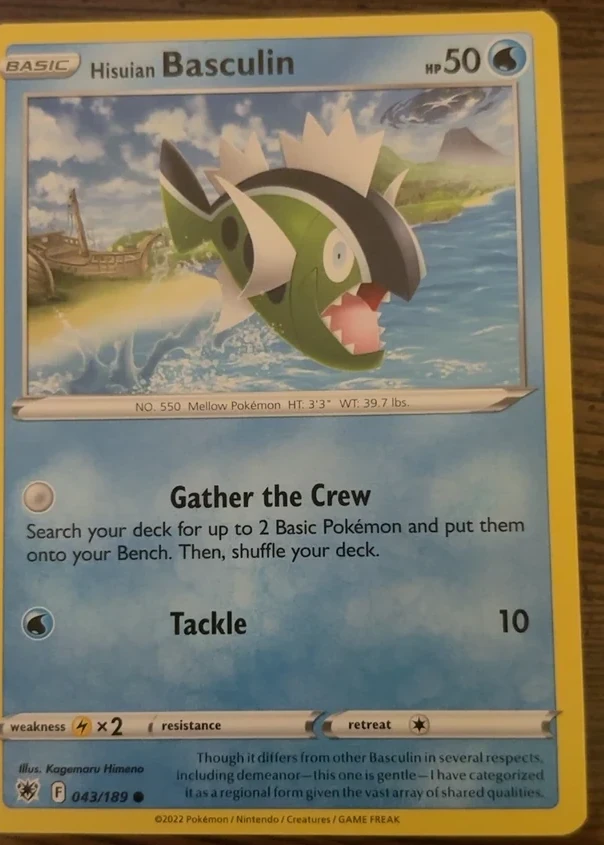 BASIC Hisuian Basculin HP 50
NO. 550 Mellow Pokémon HT: 3'3" WT: 39.7 lbs.
Gather the Crew
Search your deck for up to 2 Basic Pokémon and put them
onto your Bench. Then, shuffle your deck.
Tackle 10
weakness ×2 resistance retreat
Illus. Kagemaru Himeno
F 043/189
Though it differs from other Basculin in several respects,
including demeanor—this one is gentle—I have categorized
it as a regional form given the vast array of shared qualities.
©2022 Pokémon / Nintendo / Creatures / GAME FREAK